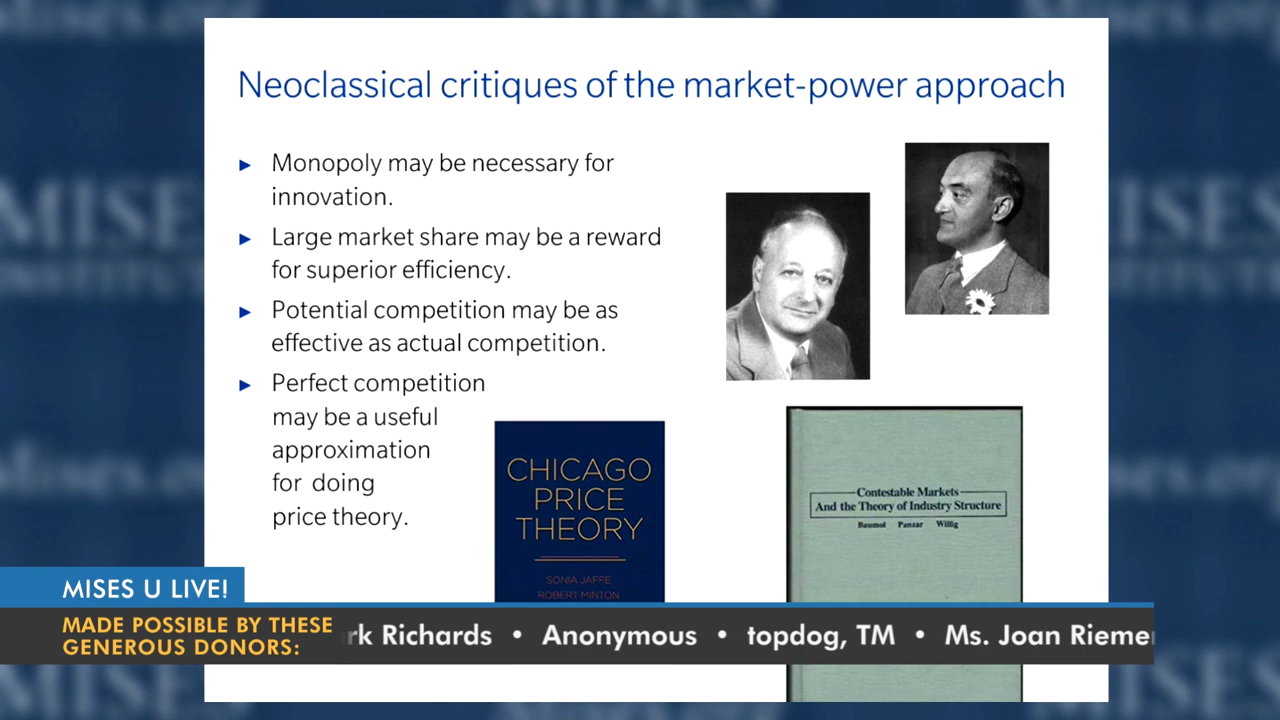 Neoclassical critiques of the market-power approach
► Monopoly may be necessary for
innovation.
► Large market share may be a reward
for superior efficiency.
► Potential competition may be as
effective as actual competition.
► Perfect competition
may be a useful
approximation
for doing
price theory.
CHICAGO
PRICE
THEORY
SONIA JAFFE
ROBERT MINTON
Contestable Markets
And the Theory of Industry Structure
Baumol Panzar Willig
MISES U LIVE!
MADE POSSIBLE BY THESE
GENEROUS DONORS:
rk Richards • Anonymous • topdog, TM • Ms. Joan Rieme